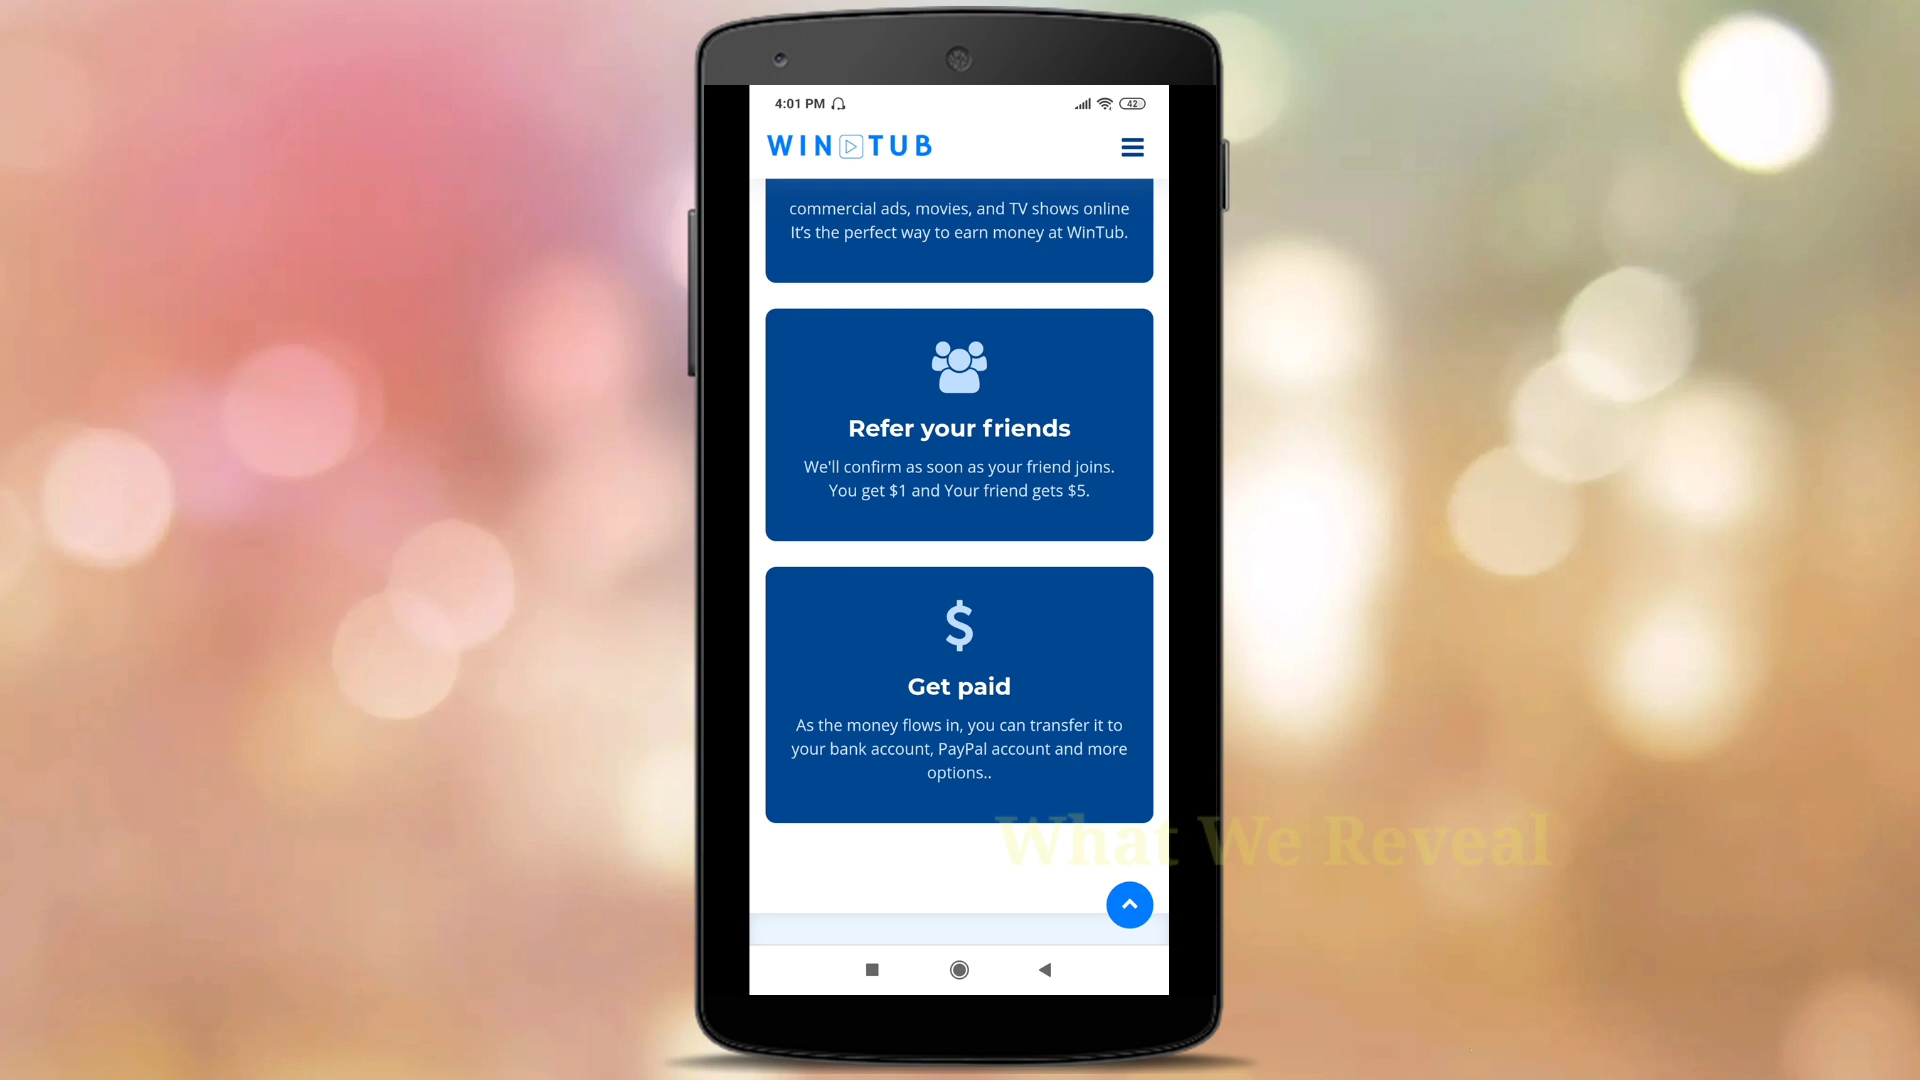 4:01 PM
42
WIN TUB
commercial ads, movies, and TV shows online
It's the perfect way to earn money at WinTub.
Refer your friends
We'll confirm as soon as your friend joins.
You get $1 and Your friend gets $5.
Get paid
As the money flows in, you can transfer it to
your bank account, PayPal account and more
options..
What We Reveal